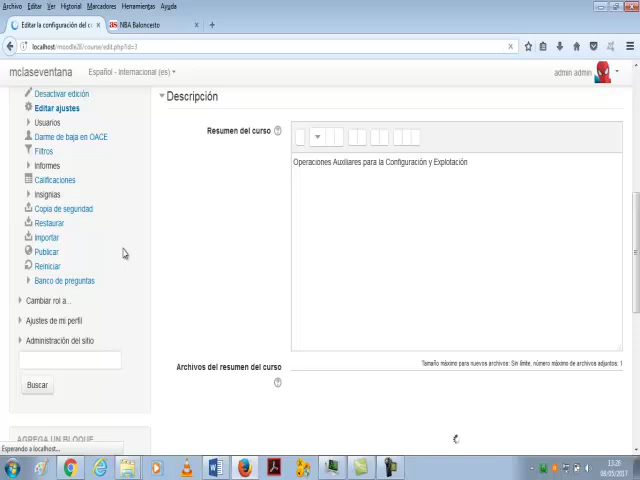 Archivo Editar Ver Historial Marcadores Herramientas Ayuda
Editar la configuración del c
NBA Baloncesto
localhost/moodle28/course/edit.php?id=3
mclaseventana
Español - Internacional (es)
admin admin
Desactivar edición
Editar ajustes
Usuarios
Darme de baja en OACE
Filtros
Informes
Calificaciones
Insignias
Copia de seguridad
Restaurar
Importar
Publicar
Reiniciar
Banco de preguntas
Cambiar rol a...
Ajustes de mi perfil
Administración del sitio
Buscar
AGREGA UN BLOQUE
Descripción
Resumen del curso
Operaciones Auxiliares para la Configuración y Explotación
Archivos del resumen del curso
Tamaño máximo para nuevos archivos: Sin límite, número máximo de archivos adjuntos: 1
Esperando a localhost...
13:26
08/05/2017